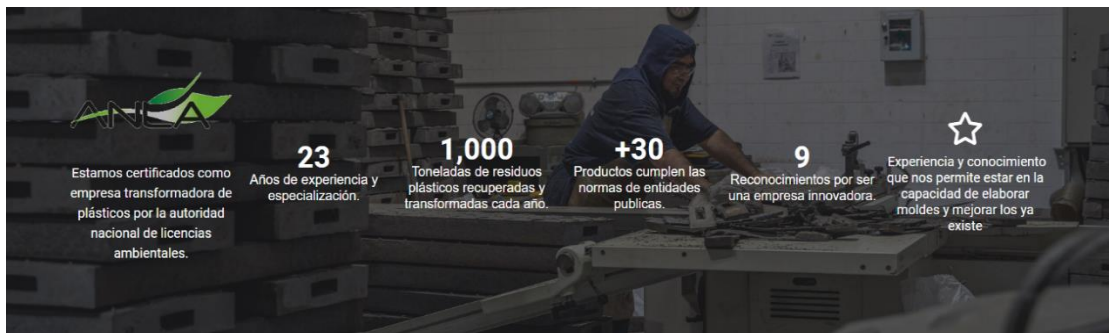 ANLA
Estamos certificados como
empresa transformadora de
plásticos por la autoridad
nacional de licencias
ambientales.
23
Años de experiencia y
especialización.
1,000
Toneladas de residuos
plásticos recuperadas y
transformadas cada año.
+30
Productos cumplen las
normas de entidades
publicas.
9
Reconocimientos por ser
una empresa innovadora.
Experiencia y conocimiento
que nos permite estar en la
capacidad de elaborar
moldes y mejorar los ya
existe